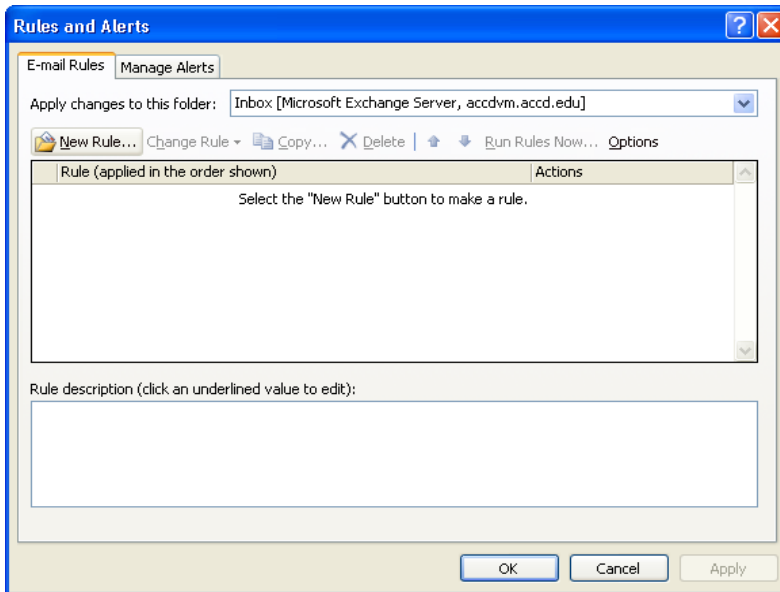 Rules and Alerts
E-mail Rules Manage Alerts
Apply changes to this folder: Inbox [Microsoft Exchange Server, accdvm.accd.edu]
New Rule... Change Rule Copy... Delete Run Rules Now... Options
Rule (applied in the order shown) Actions
Select the "New Rule" button to make a rule.
Rule description (click an underlined value to edit):
OK Cancel Apply